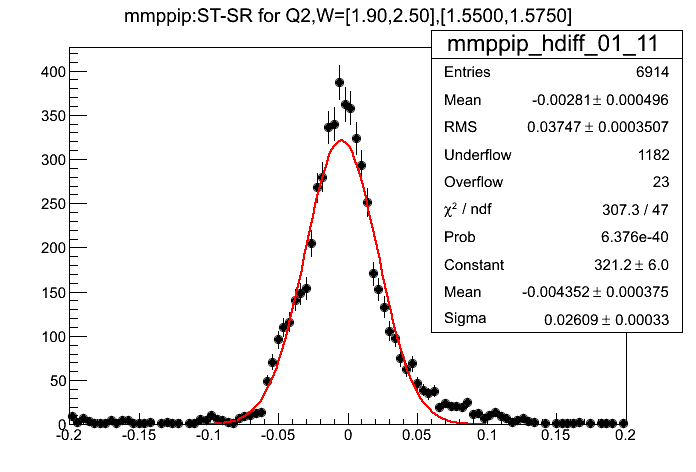 mmppip:ST-SR for Q2,W=[1.90,2.50],[1.5500,1.5750]
mmppip_hdiff_01_11
Entries 6914
Mean -0.00281 ± 0.000496
RMS 0.03747 ± 0.0003507
Underflow 1182
Overflow 23
χ² / ndf 307.3 / 47
Prob 6.376e-40
Constant 321.2 ± 6.0
Mean -0.004352 ± 0.000375
Sigma 0.02609 ± 0.00033
400
350
300
250
200
150
100
50
0
-0.2 -0.15 -0.1 -0.05 0 0.05 0.1 0.15 0.2